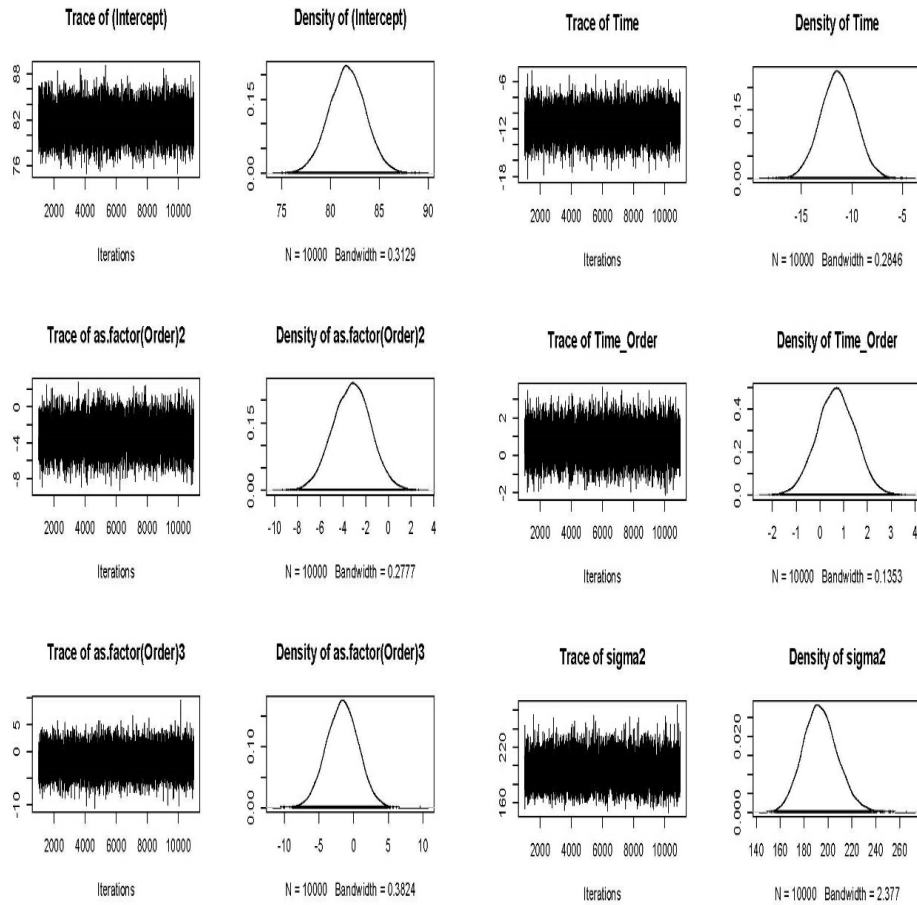 Trace of (Intercept)
88
82
76
2000 4000 6000 8000 10000
Iterations
Density of (Intercept)
0.15
0.00
75 80 85 90
N = 10000 Bandwidth = 0.3129
Trace of Time
-6
-12
-18
2000 4000 6000 8000 10000
Iterations
Density of Time
0.15
0.00
-15 -10 -5
N = 10000 Bandwidth = 0.2846
Trace of as.factor(Order)2
0
-4
-8
2000 4000 6000 8000 10000
Iterations
Density of as.factor(Order)2
0.15
0.00
-10 -8 -6 -4 -2 0 2 4
N = 10000 Bandwidth = 0.2777
Trace of Time_Order
2
0
-2
2000 4000 6000 8000 10000
Iterations
Density of Time_Order
0.4
0.2
0.0
-2 -1 0 1 2 3 4
N = 10000 Bandwidth = 0.1353
Trace of as.factor(Order)3
5
0
-10
2000 4000 6000 8000 10000
Iterations
Density of as.factor(Order)3
0.10
0.00
-10 -5 0 5 10
N = 10000 Bandwidth = 0.3824
Trace of sigma2
220
160
2000 4000 6000 8000 10000
Iterations
Density of sigma2
0.020
0.000
140 160 180 200 220 240 260
N = 10000 Bandwidth = 2.377